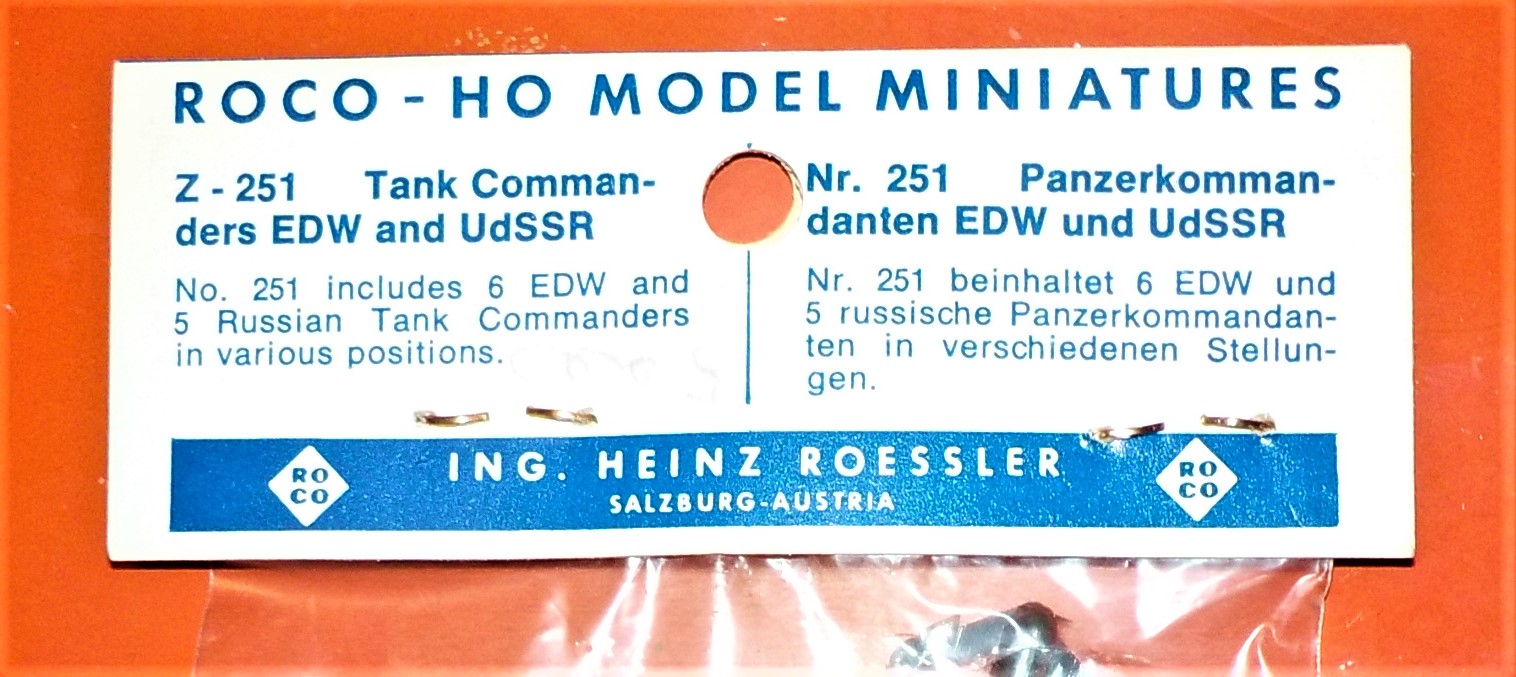 ROCO - HO MODEL MINIATURES
Z - 251 Tank Comman-
ders EDW and UdSSR
No. 251 includes 6 EDW and
5 Russian Tank Commanders
in various positions.
Nr. 251 Panzerkomman-
danten EDW und UdSSR
Nr. 251 beinhaltet 6 EDW und
5 russische Panzerkommandan-
ten in verschiedenen Stellun-
gen.
RO
CO
ING. HEINZ ROESSLER
SALZBURG-AUSTRIA
RO
CO